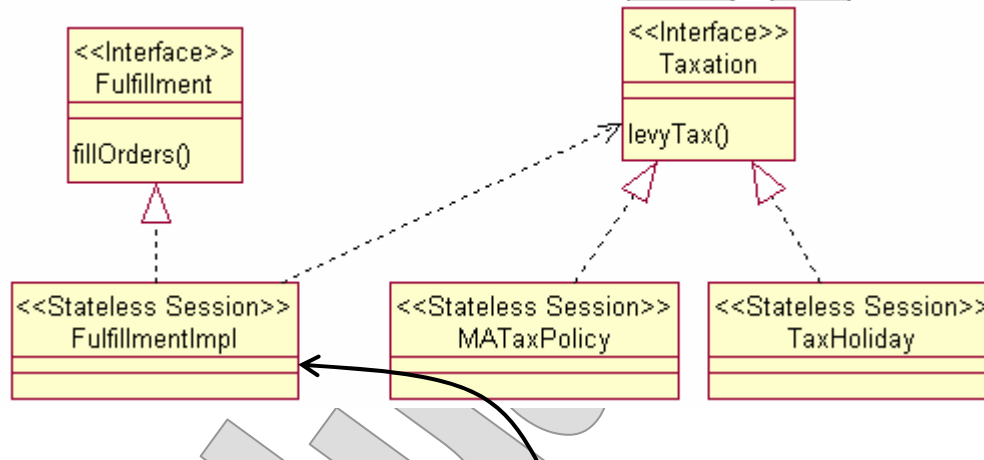 <<Interface>>
Fulfillment
fillOrders()
<<Interface>>
Taxation
levyTax()
<<Stateless Session>>
FulfillmentImpl
<<Stateless Session>>
MATaxPolicy
<<Stateless Session>>
TaxHoliday